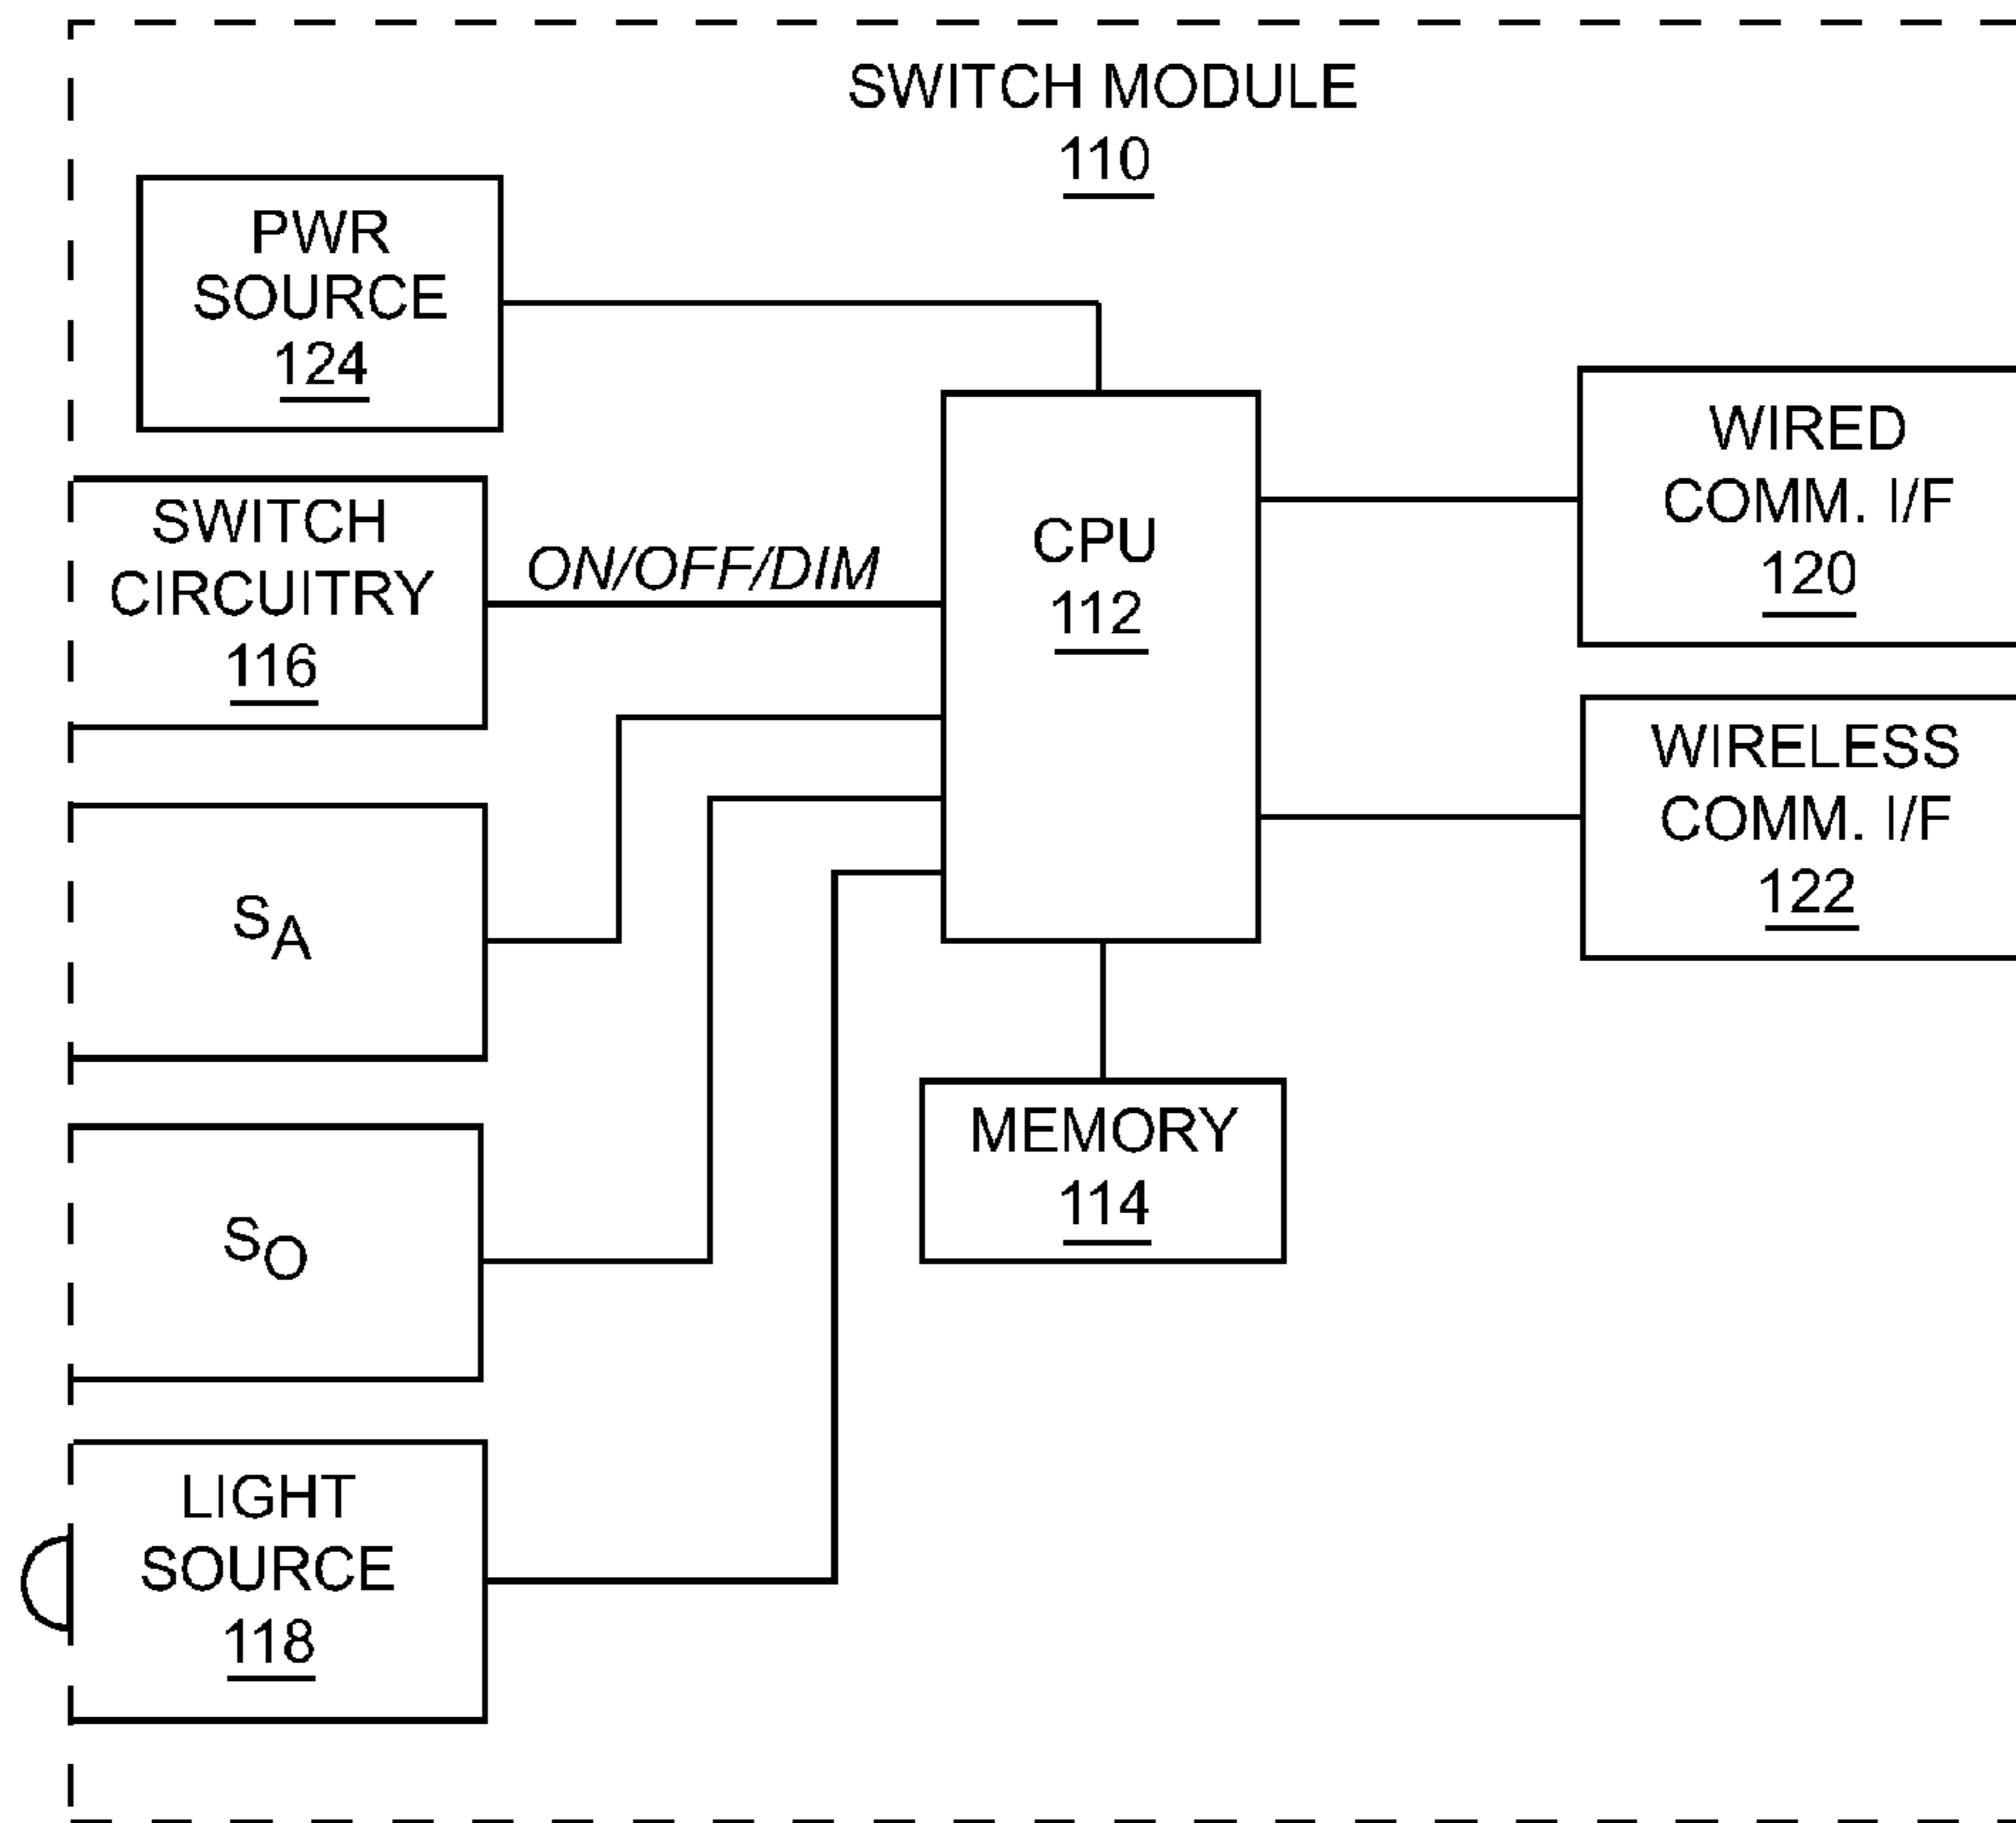 SWITCH MODULE
110
PWR
SOURCE
124
SWITCH
CIRCUITRY
116
ON/OFF/DIM
CPU
112
WIRED
COMM. I/F
120
WIRELESS
COMM. I/F
122
SA
SO
MEMORY
114
LIGHT
SOURCE
118